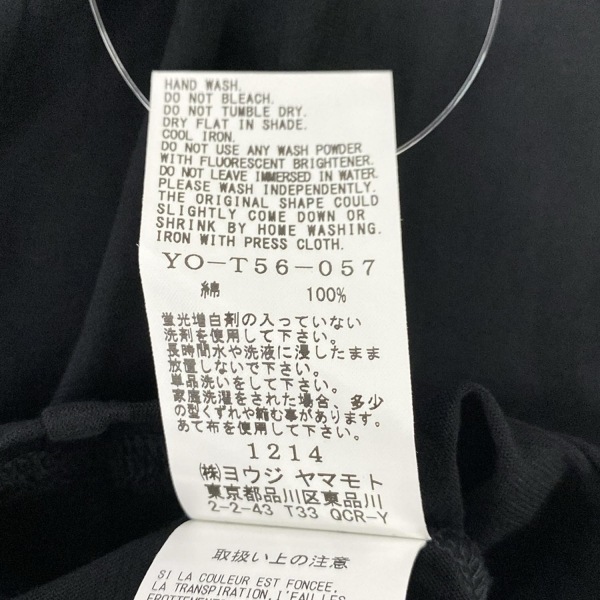 HAND WASH.
DO NOT BLEACH.
DO NOT TUMBLE DRY.
DRY FLAT IN SHADE.
COOL IRON.
DO NOT USE ANY WASH POWDER
WITH FLUORESCENT BRIGHTENER.
DO NOT LEAVE IMMERSED IN WATER.
PLEASE WASH INDEPENDENTLY.
THE ORIGINAL SHAPE COULD
SLIGHTLY COME DOWN OR
SHRINK BY HOME WASHING.
IRON WITH PRESS CLOTH.
YO-T56-057
綿 100%
蛍光増白剤の入っていない
洗剤を使用して下さい。
長時間水や洗液に浸したまま
放置しないで下さい。
単品洗いをして下さい。
家庭洗濯をされた場合、多少
の型くずれや縮む事があります。
あて布を使用して下さい。
1214
㈱ヨウジ ヤマモト
東京都品川区東品川
2-2-43 T33 QCR-Y
取扱い上の注意
SI LA COULEUR EST FONCEE,
LA TRANSPIRATION, L'EAU LES
FROTTEMENTS